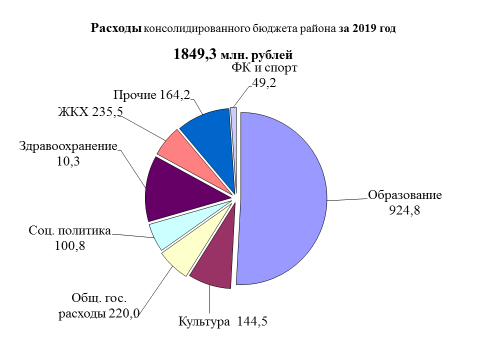 Расходы консолидированного бюджета района за 2019 год
1849,3 млн. рублей
ФК и спорт
49,2
Прочие 164,2
ЖКХ 235,5
Здравоохранение
10,3
Соц. политика
100,8
Общ. гос.
расходы 220,0
Культура 144,5
Образование
924,8